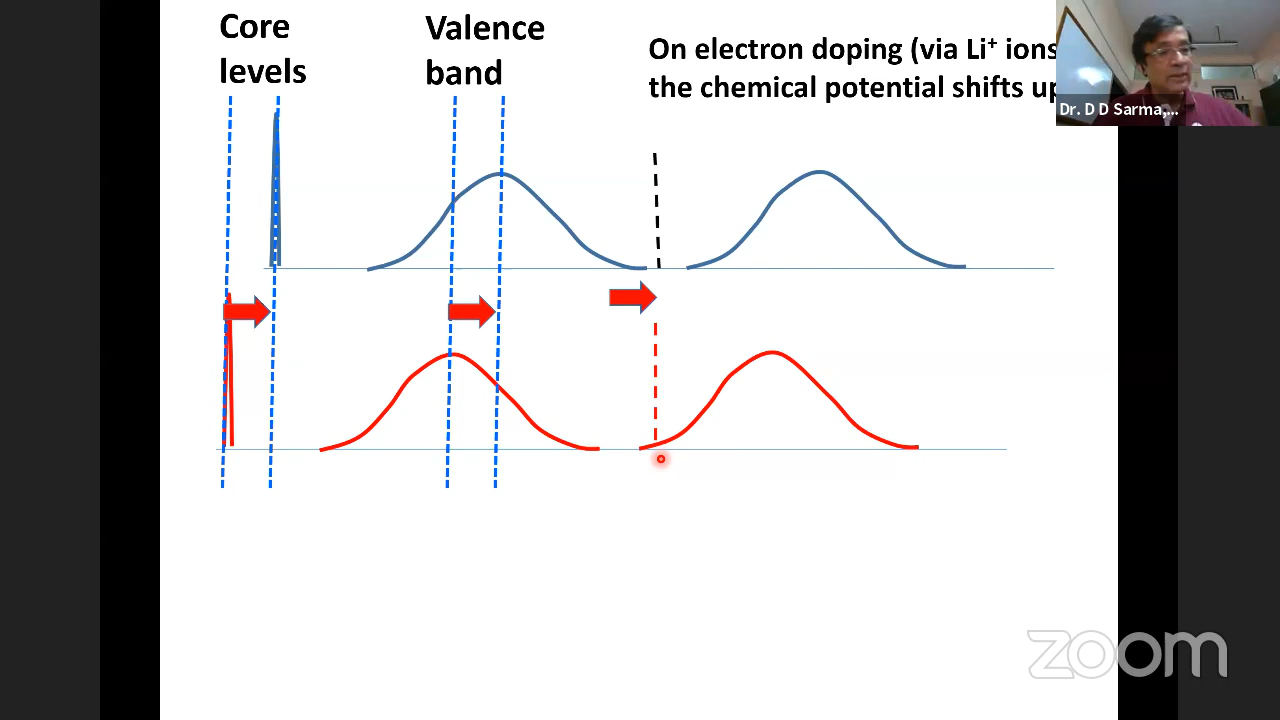 Core
levels
Valence
band
On electron doping (via Li⁺ ions
the chemical potential shifts up
Dr. D D Sarma,...
zoom